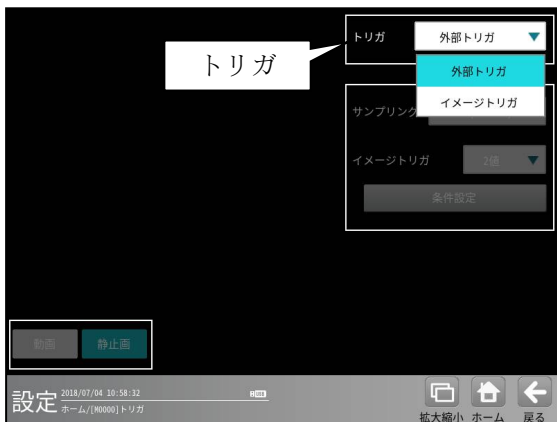 トリガ 外部トリガ
トリガ
外部トリガ
イメージトリガ
サンプリング
イメージトリガ 2値
条件設定
動画 静止画
設定 2018/07/04 10:58:32
ホーム/[M0000]トリガ
拡大縮小 ホーム 戻る